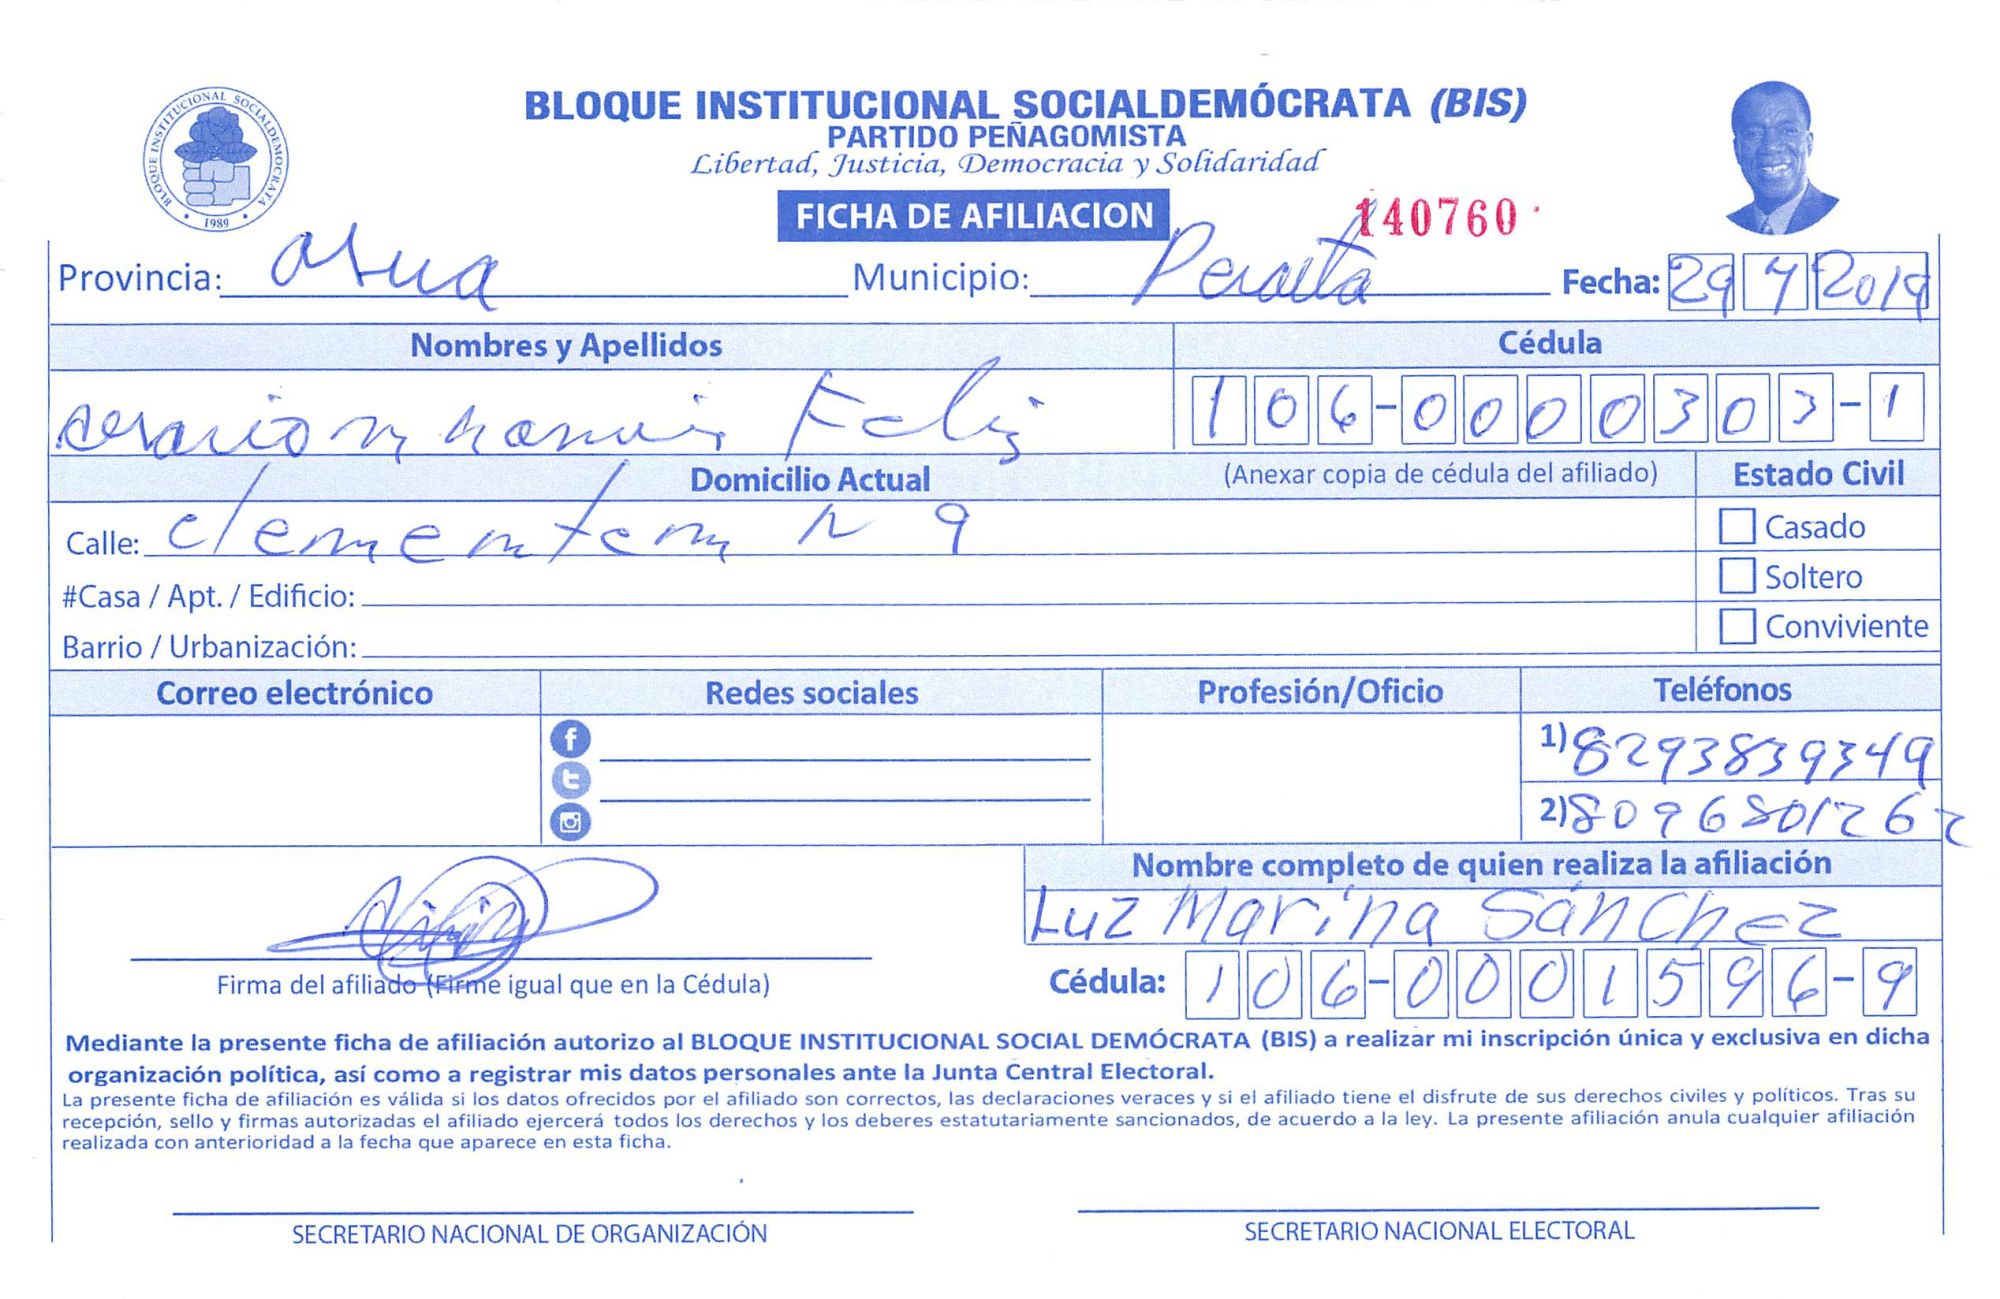 BLOQUE INSTITUCIONAL SOCIALDEMOCRATA
1989
BLOQUE INSTITUCIONAL SOCIALDEMÓCRATA (BIS)
PARTIDO PEÑAGOMISTA
Libertad, Justicia, Democracia y Solidaridad
FICHA DE AFILIACION 140760
Provincia: Asua Municipio: Peralta Fecha: 29 4 2019
Nombres y Apellidos Cédula
Feliz 106-0000303-1
Domicilio Actual (Anexar copia de cédula del afiliado) Estado Civil
Calle: N 9 Casado
#Casa / Apt. / Edificio: Soltero
Barrio / Urbanización: Conviviente
Correo electrónico Redes sociales Profesión/Oficio Teléfonos
1) 8293839349
2) 8096801262
Nombre completo de quien realiza la afiliación
Luz Marina Sánchez
Firma del afiliado (Firme igual que en la Cédula) Cédula: 106-0001596-9
Mediante la presente ficha de afiliación autorizo al BLOQUE INSTITUCIONAL SOCIAL DEMÓCRATA (BIS) a realizar mi inscripción única y exclusiva en dicha
organización política, así como a registrar mis datos personales ante la Junta Central Electoral.
La presente ficha de afiliación es válida si los datos ofrecidos por el afiliado son correctos, las declaraciones veraces y si el afiliado tiene el disfrute de sus derechos civiles y políticos. Tras su
recepción, sello y firmas autorizadas el afiliado ejercerá todos los derechos y los deberes estatutariamente sancionados, de acuerdo a la ley. La presente afiliación anula cualquier afiliación
realizada con anterioridad a la fecha que aparece en esta ficha.
SECRETARIO NACIONAL DE ORGANIZACIÓN SECRETARIO NACIONAL ELECTORAL